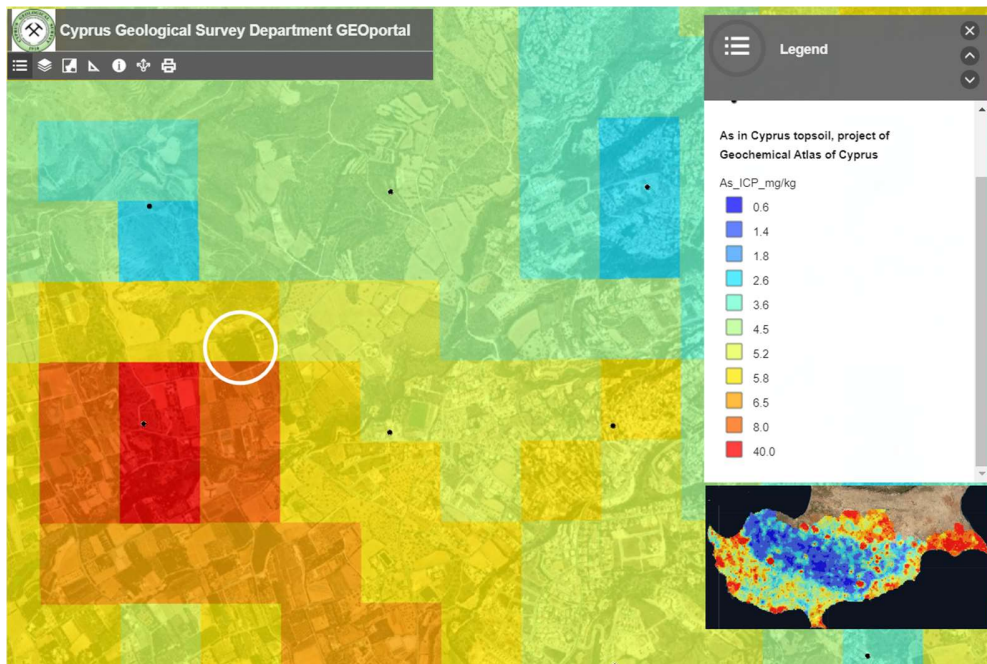 Cyprus Geological Survey Department GEOportal
Legend
As in Cyprus topsoil, project of
Geochemical Atlas of Cyprus
As_ICP_mg/kg
0.6
1.4
1.8
2.6
3.6
4.5
5.2
5.8
6.5
8.0
40.0